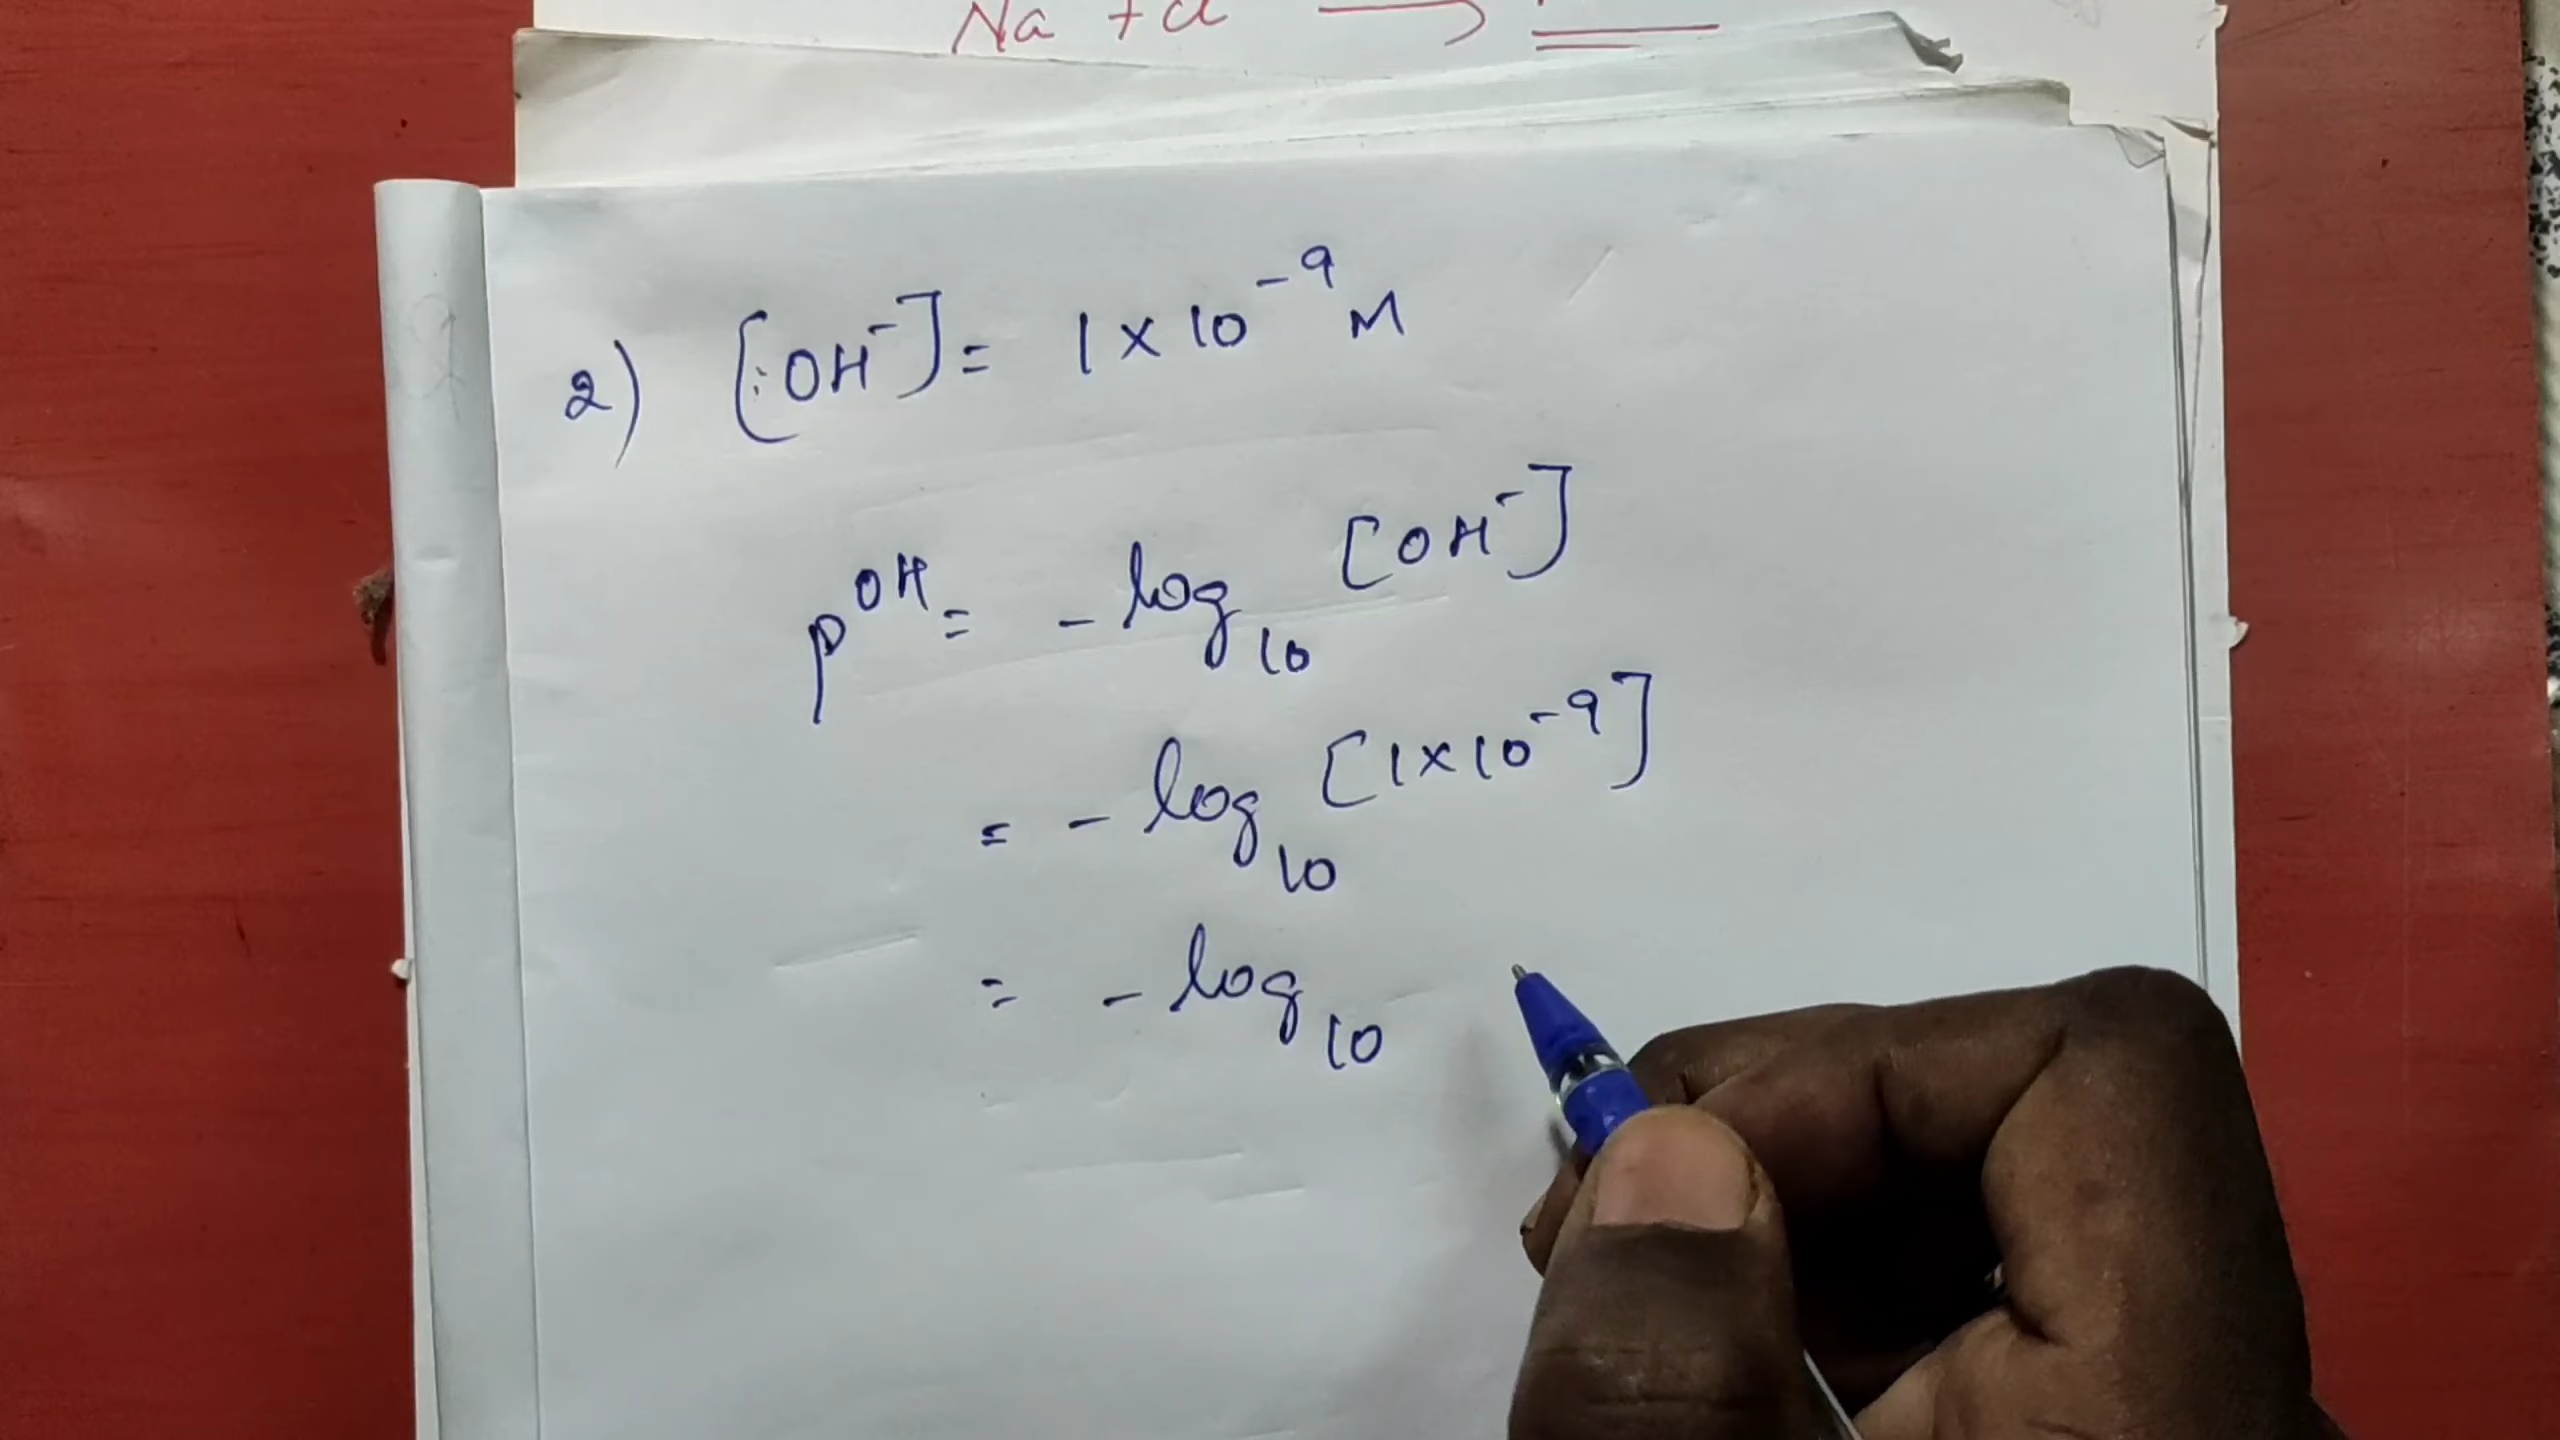 Na + Cl →
2) [OH⁻] = 1 × 10⁻⁹ M
pᴼᴴ = - log₁₀ [OH⁻]
= - log₁₀ [1×10⁻⁹]
= - log₁₀